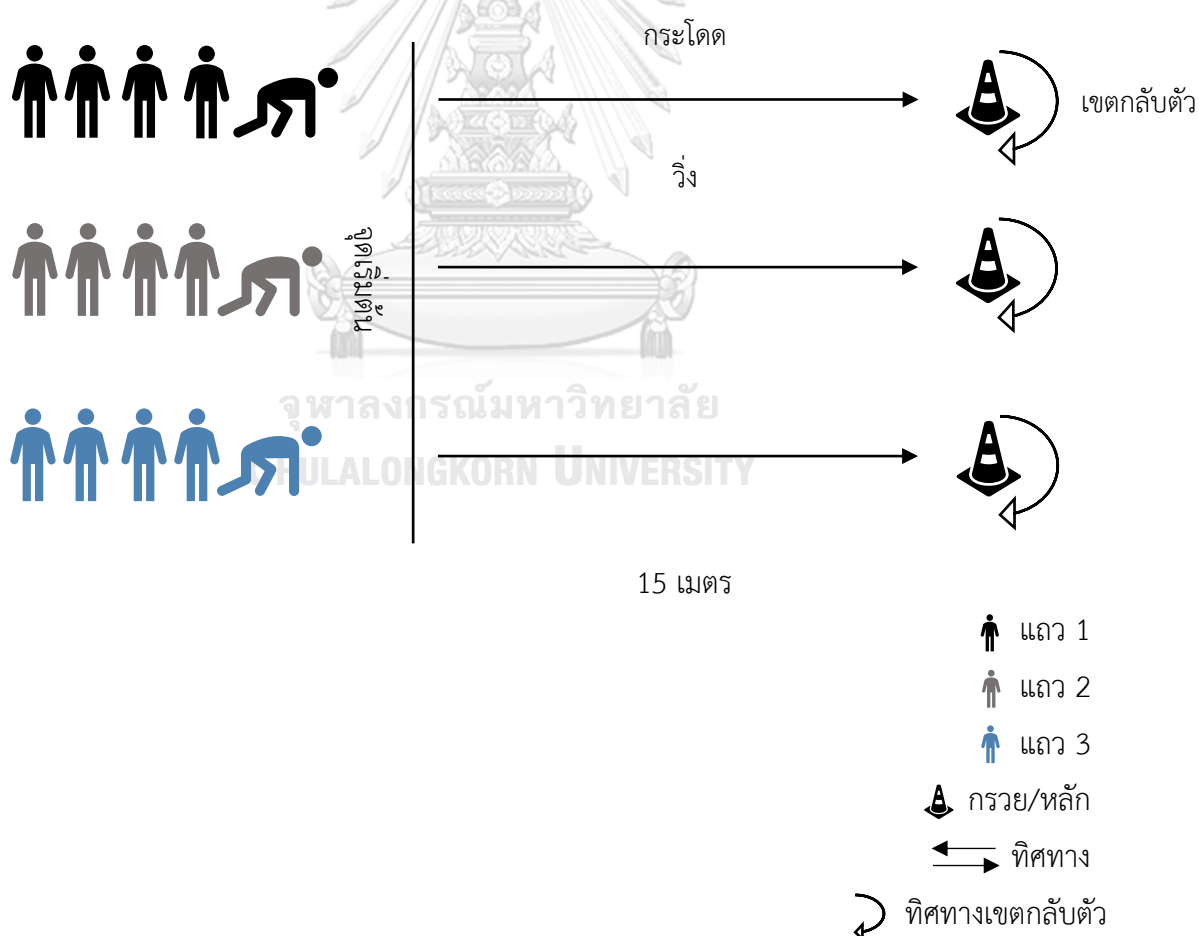 กระโดด
เขตกลับตัว
วิ่ง
จุดเริ่มต้น
จุฬาลงกรณ์มหาวิทยาลัย
CHULALONGKORN UNIVERSITY
15 เมตร
แถว 1
แถว 2
แถว 3
กรวย/หลัก
ทิศทาง
ทิศทางเขตกลับตัว